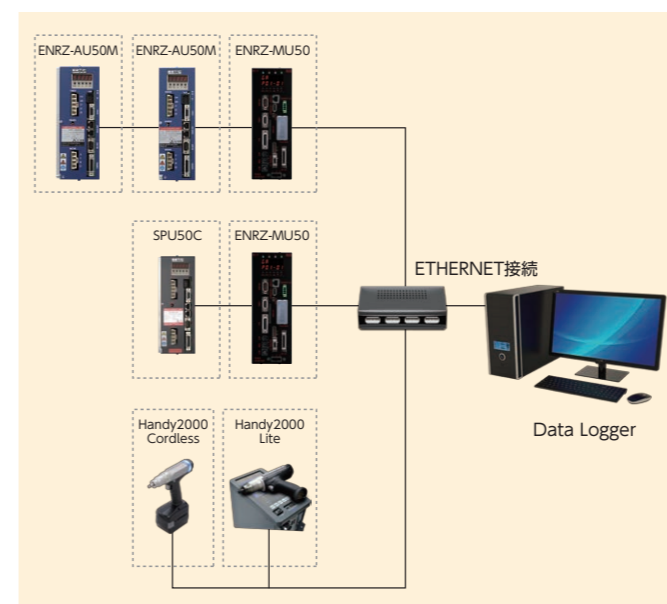 ENRZ-AU50M
ENRZ-AU50M
ENRZ-MU50
SPU50C
ENRZ-MU50
ETHERNET接続
Handy2000
Cordless
Handy2000
Lite
Data Logger